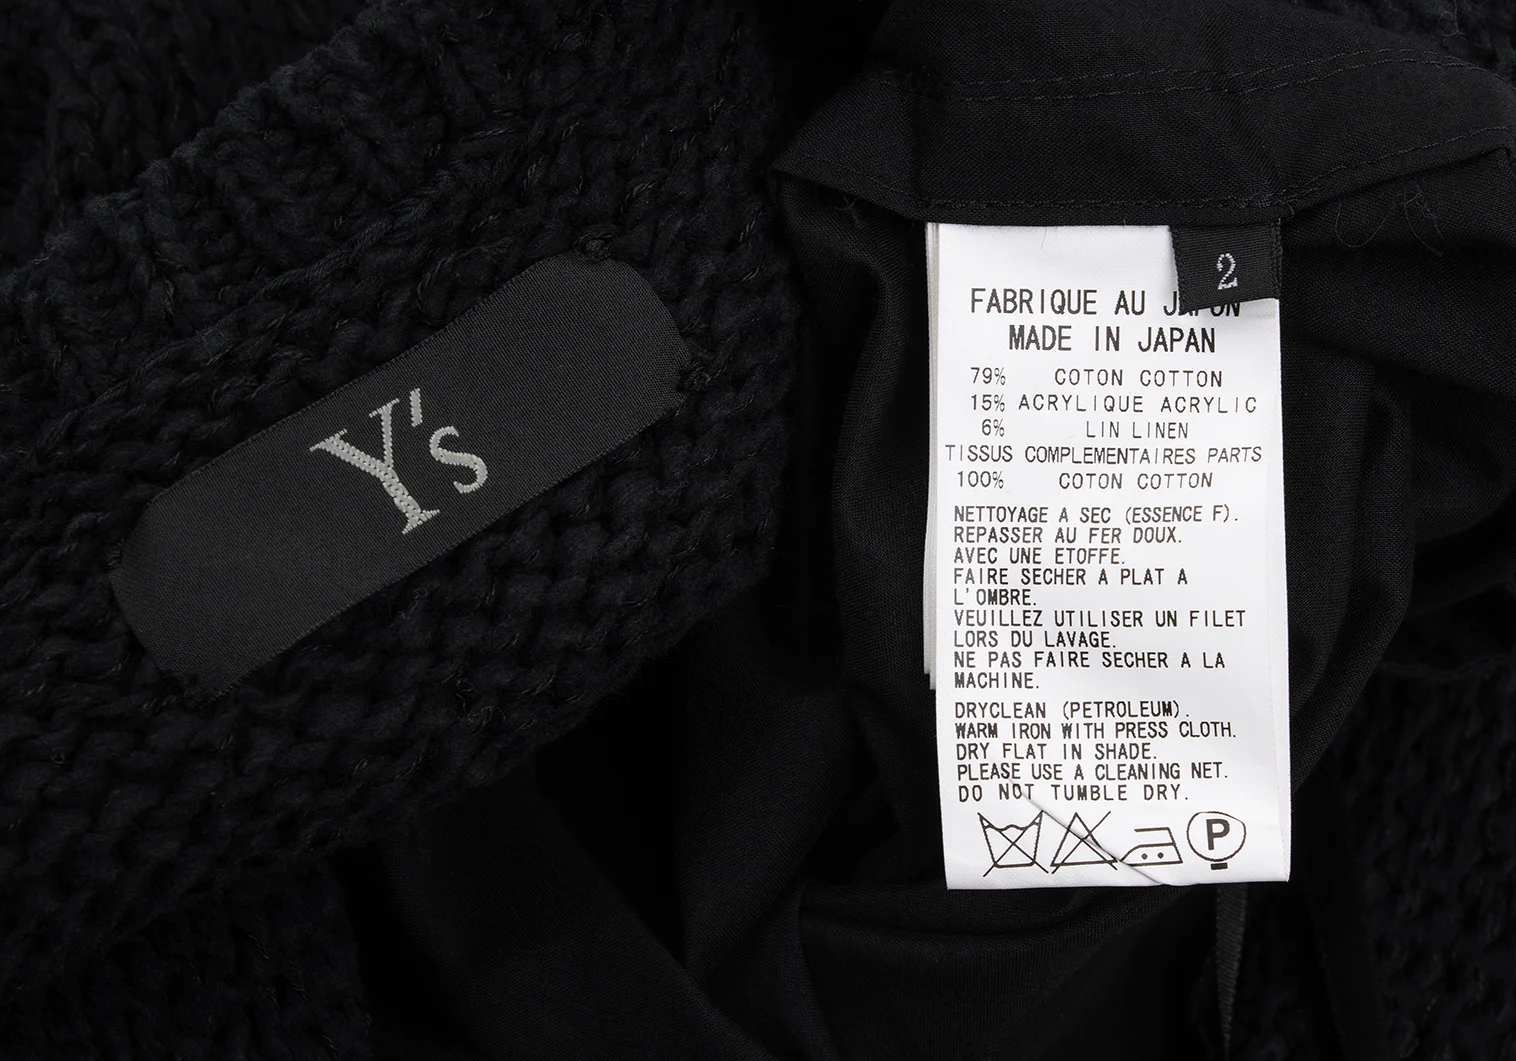 Y's
2
FABRIQUE AU JAPON
MADE IN JAPAN
79% COTON COTTON
15% ACRYLIQUE ACRYLIC
6% LIN LINEN
TISSUS COMPLEMENTAIRES PARTS
100% COTON COTTON
NETTOYAGE A SEC (ESSENCE F).
REPASSER AU FER DOUX.
AVEC UNE ETOFFE.
FAIRE SECHER A PLAT A
L'OMBRE.
VEUILLEZ UTILISER UN FILET
LORS DU LAVAGE.
NE PAS FAIRE SECHER A LA
MACHINE.
DRYCLEAN (PETROLEUM).
WARM IRON WITH PRESS CLOTH.
DRY FLAT IN SHADE.
PLEASE USE A CLEANING NET.
DO NOT TUMBLE DRY.
P